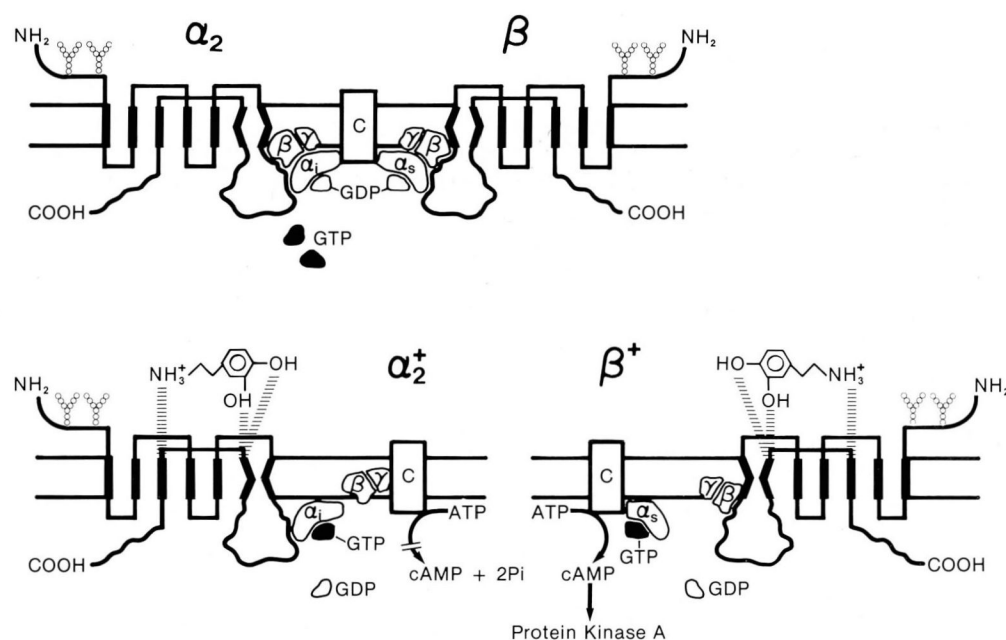 α₂ β
NH₂ NH₂
C
β γ γ β
αᵢ αₛ
GDP
COOH COOH
GTP
α₂⁺ β⁺
NH₃⁺ OH HO NH₃⁺
NH₂ OH OH NH₂
C C
β γ γ β
αᵢ ATP ATP αₛ
GTP GTP
COOH COOH
GDP cAMP + 2Pi cAMP GDP
Protein Kinase A